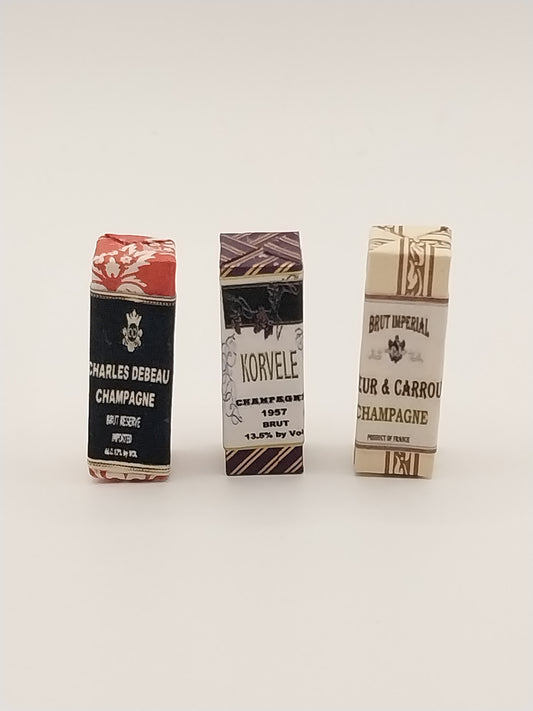 CHARLES DEBEAU
CHAMPAGNE
BRUT RESERVE
IMPORTED
KORVELE
CHAMPAGNE
1957
BRUT
13.5% by Vol
BRUT IMPERIAL
EUR & CARROU
CHAMPAGNE
PRODUCT OF FRANCE